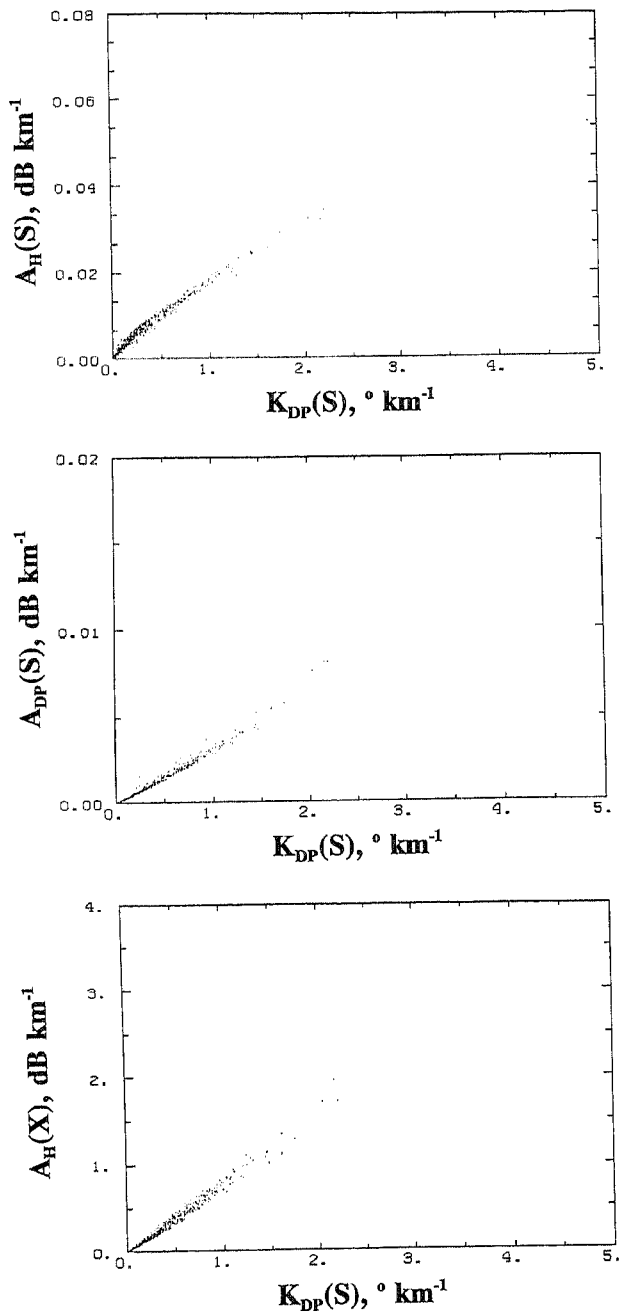 0.08
0.06
0.04
0.02
0.00
A_H(S), dB km⁻¹
0. 1. 2. 3. 4. 5.
K_DP(S), ° km⁻¹
0.02
0.01
0.00
A_DP(S), dB km⁻¹
0. 1. 2. 3. 4. 5.
K_DP(S), ° km⁻¹
4.
3.
2.
1.
0.
A_H(X), dB km⁻¹
0. 1. 2. 3. 4. 5.
K_DP(S), ° km⁻¹